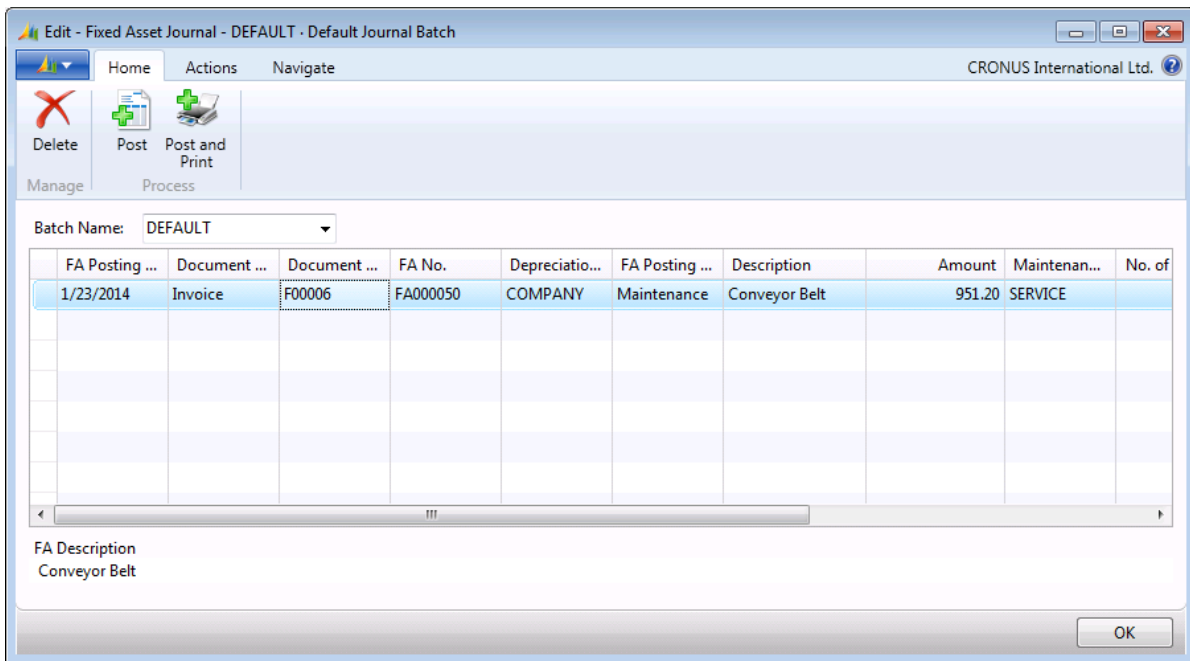 Edit - Fixed Asset Journal - DEFAULT · Default Journal Batch
Home Actions Navigate CRONUS International Ltd.
Delete Post Post and Print
Manage Process
Batch Name: DEFAULT
FA Posting ... Document ... Document ... FA No. Depreciatio... FA Posting ... Description Amount Maintenan... No. of
1/23/2014 Invoice F00006 FA000050 COMPANY Maintenance Conveyor Belt 951.20 SERVICE
FA Description
Conveyor Belt
OK